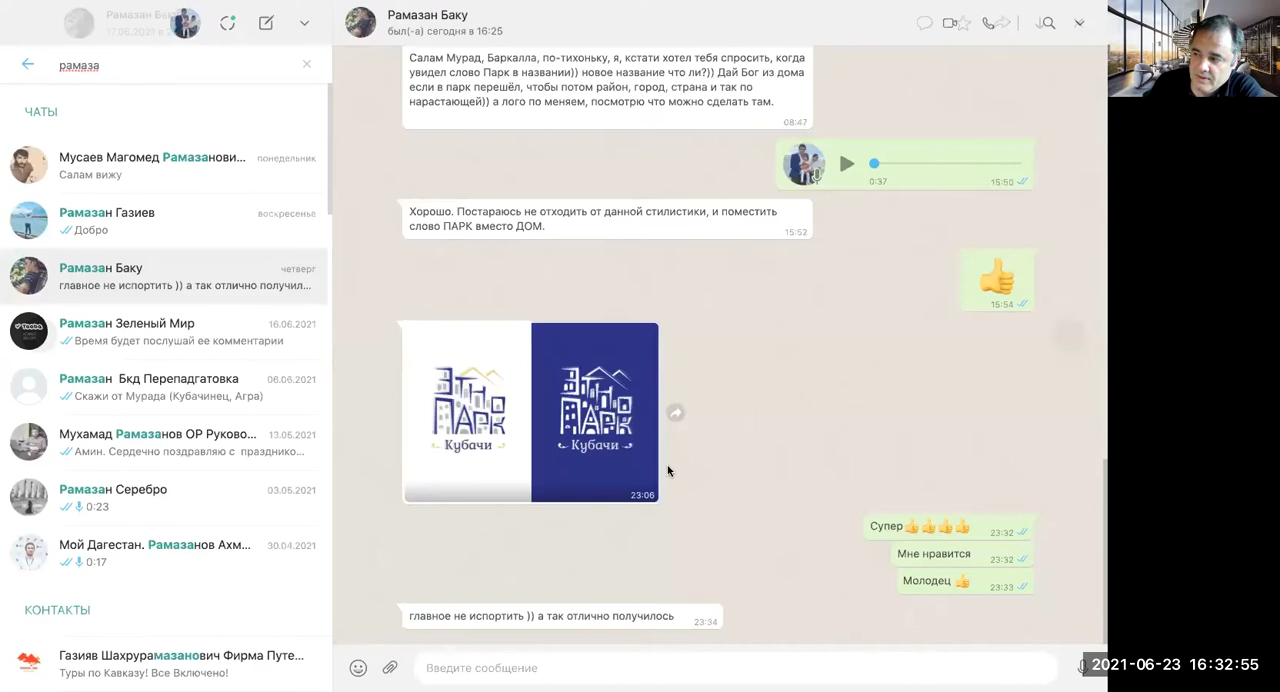 Рамазан Баку
17.06.2021 в
рамаза
ЧАТЫ
Мусаев Магомед Рамазанови...
понедельник
Салам вижу
Рамазан Газиев
воскресенье
Добро
Рамазан Баку
четверг
главное не испортить )) а так отлично получил...
Рамазан Зеленый Мир
16.06.2021
Время будет послушай ее комментарии
Рамазан Бкд Перепадгатовка
06.06.2021
Скажи от Мурада (Кубачинец, Агра)
Мухамад Рамазанов ОР Руково...
13.05.2021
Амин. Сердечно поздравляю с празднико...
Рамазан Серебро
03.05.2021
0:23
Мой Дагестан. Рамазанов Ахм...
30.04.2021
0:17
КОНТАКТЫ
Газияв Шахрурамазанович Фирма Путе...
Туры по Кавказу! Все Включено!
Рамазан Баку
был(-а) сегодня в 16:25
Салам Мурад, Баркалла, по-тихоньку, я, кстати хотел тебя спросить, когда
увидел слово Парк в названии)) новое название что ли?)) Дай Бог из дома
если в парк перешёл, чтобы потом район, город, страна и так по
нарастающей)) а лого по меняем, посмотрю что можно сделать там.
08:47
0:37
15:50
Хорошо. Постараюсь не отходить от данной стилистики, и поместить
слово ПАРК вместо ДОМ.
15:52
15:54
ЭТНО
ПАРК
Кубачи
ЭТНО
ПАРК
Кубачи
23:06
Супер
23:32
Мне нравится
23:32
Молодец
23:33
главное не испортить )) а так отлично получилось
23:34
Введите сообщение
2021-06-23 16:32:55